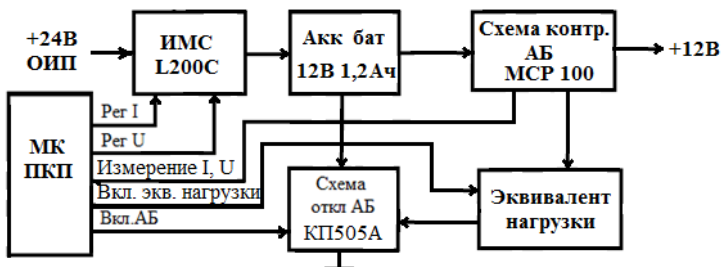 +24В
ОИП
ИМС
L200C
Акк бат
12В 1,2Ач
Схема контр.
АБ
МСР 100
+12В
МК
ПКП
Рег I
Рег U
Измерение I, U
Вкл. экв. нагрузки
Вкл.АБ
Схема
откл АБ
КП505А
Эквивалент
нагрузки